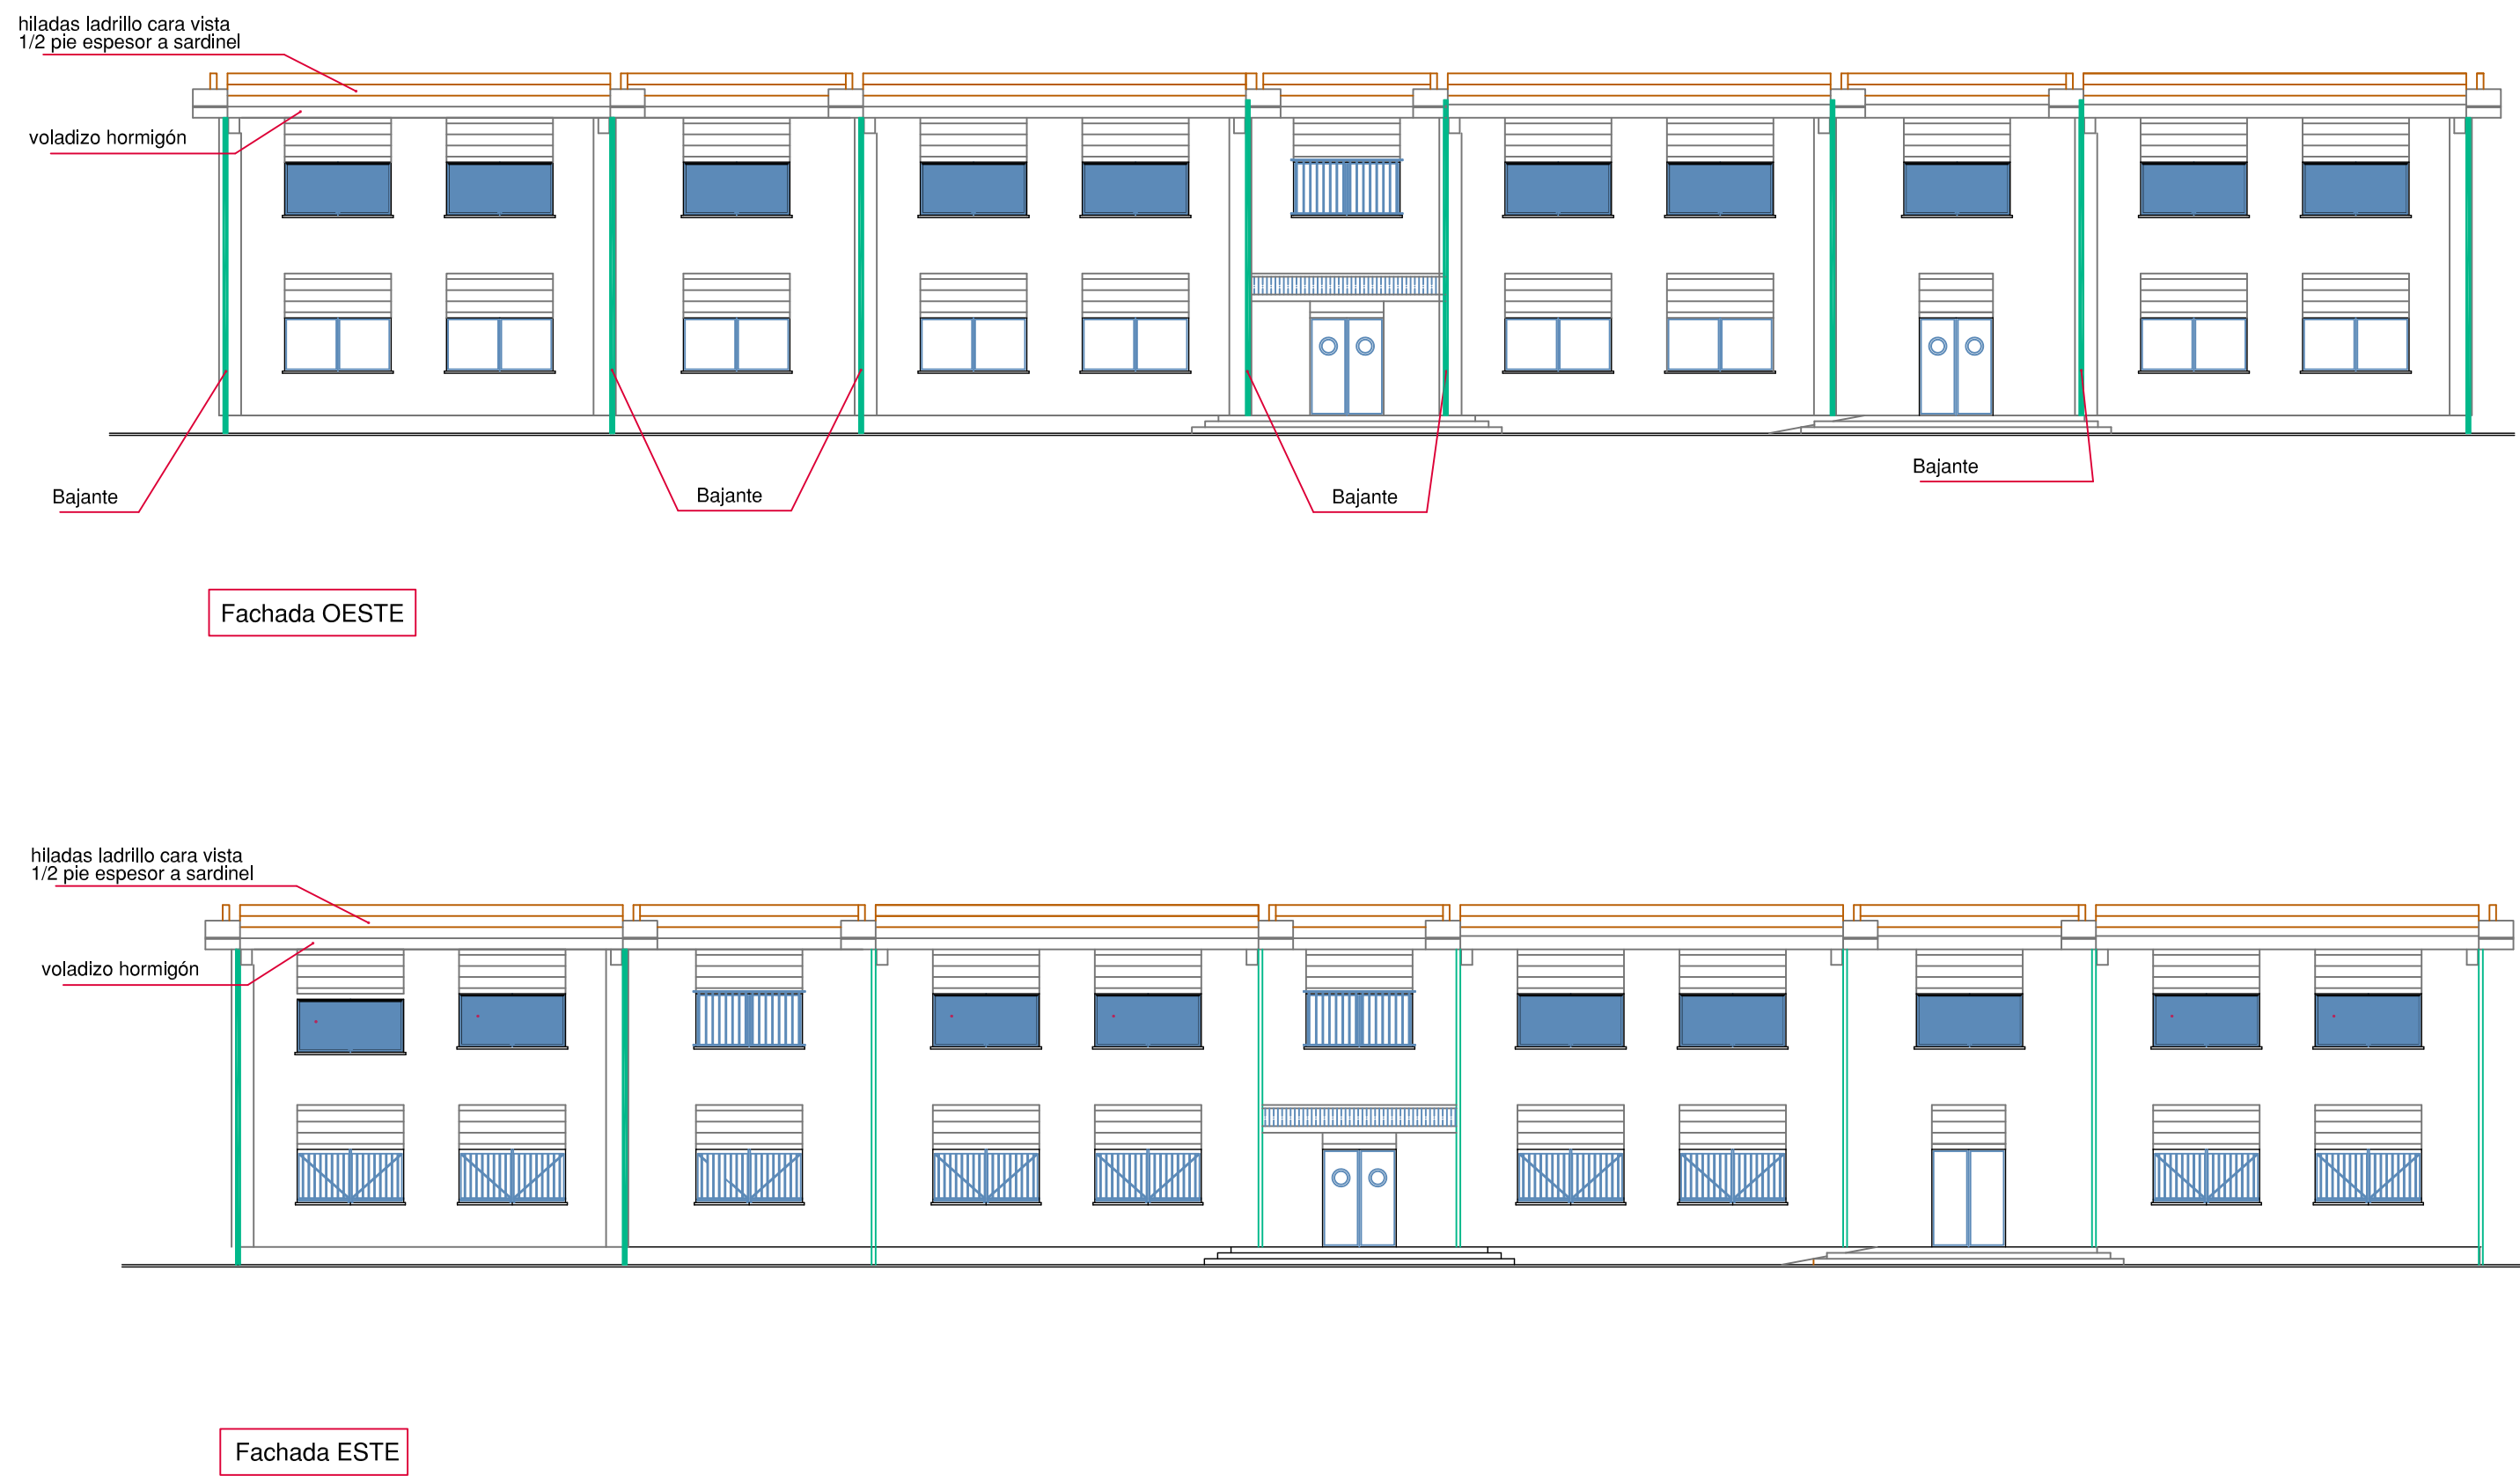 hiladas ladrillo cara vista
1/2 pie espesor a sardinel
voladizo hormigón
Bajante
Bajante
Bajante
Bajante
Fachada OESTE
hiladas ladrillo cara vista
1/2 pie espesor a sardinel
voladizo hormigón
Fachada ESTE